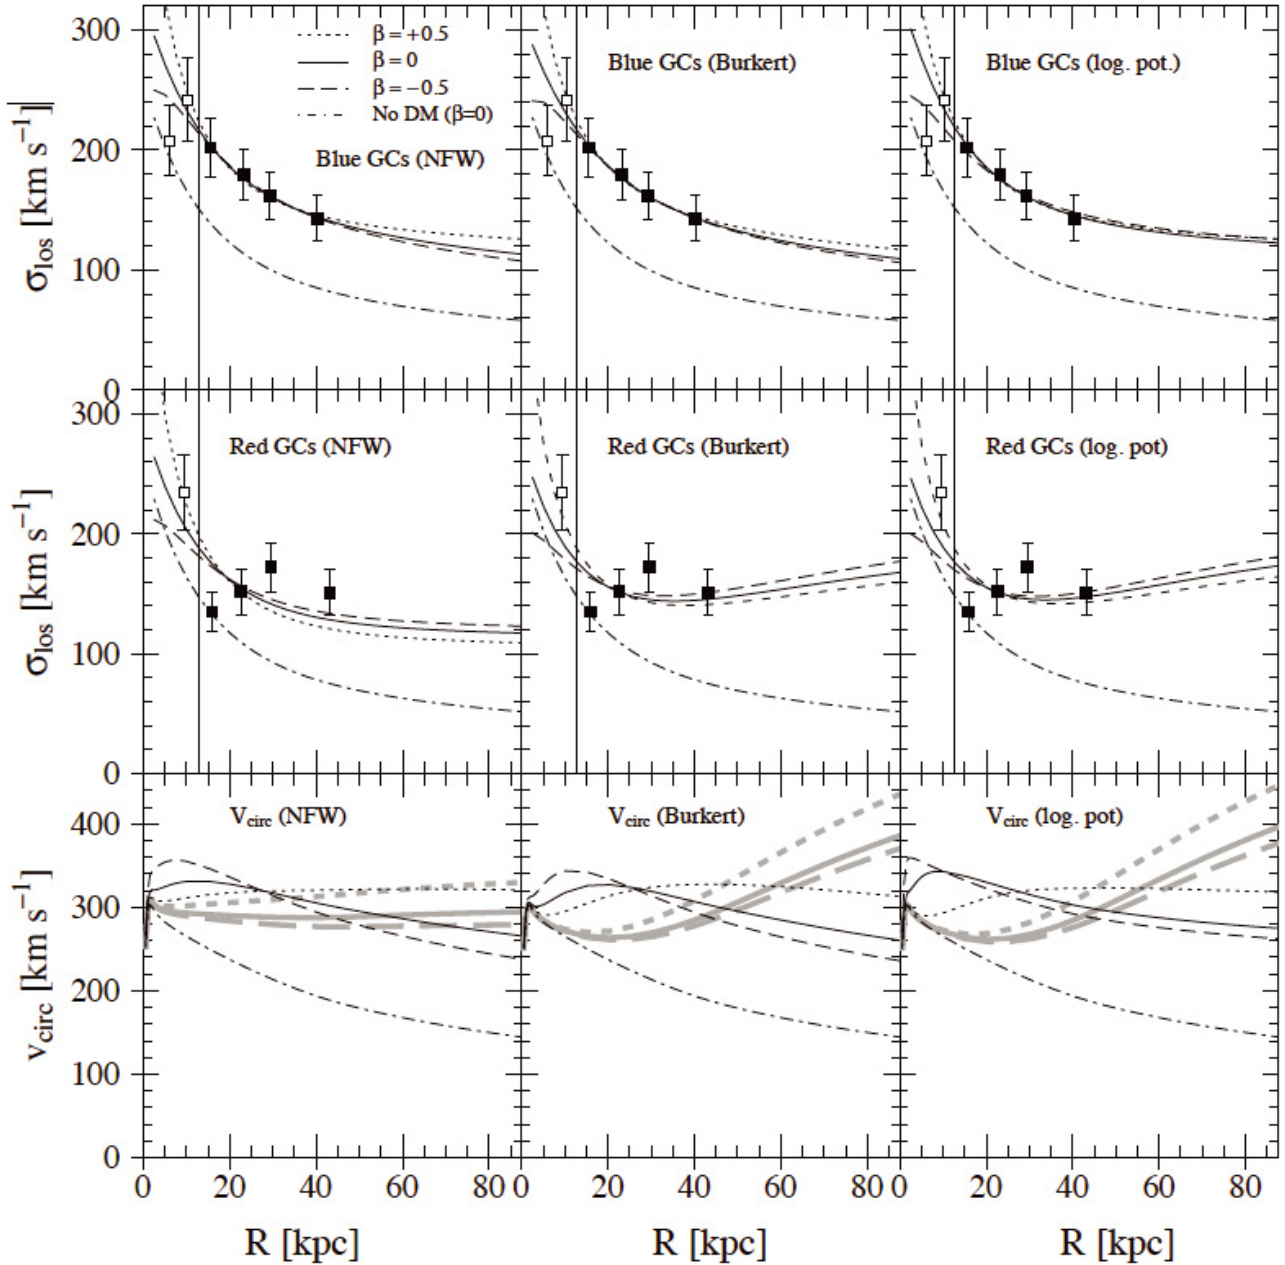 300
200
100
0
σlos [km s⁻¹]
β = +0.5
β = 0
β = −0.5
No DM (β=0)
Blue GCs (NFW)
Blue GCs (Burkert)
Blue GCs (log. pot.)
300
200
100
0
σlos [km s⁻¹]
Red GCs (NFW)
Red GCs (Burkert)
Red GCs (log. pot)
400
300
200
100
0
vcirc [km s⁻¹]
Vcirc (NFW)
Vcirc (Burkert)
Vcirc (log. pot)
0 20 40 60 80 0 20 40 60 80 0 20 40 60 80
R [kpc] R [kpc] R [kpc]